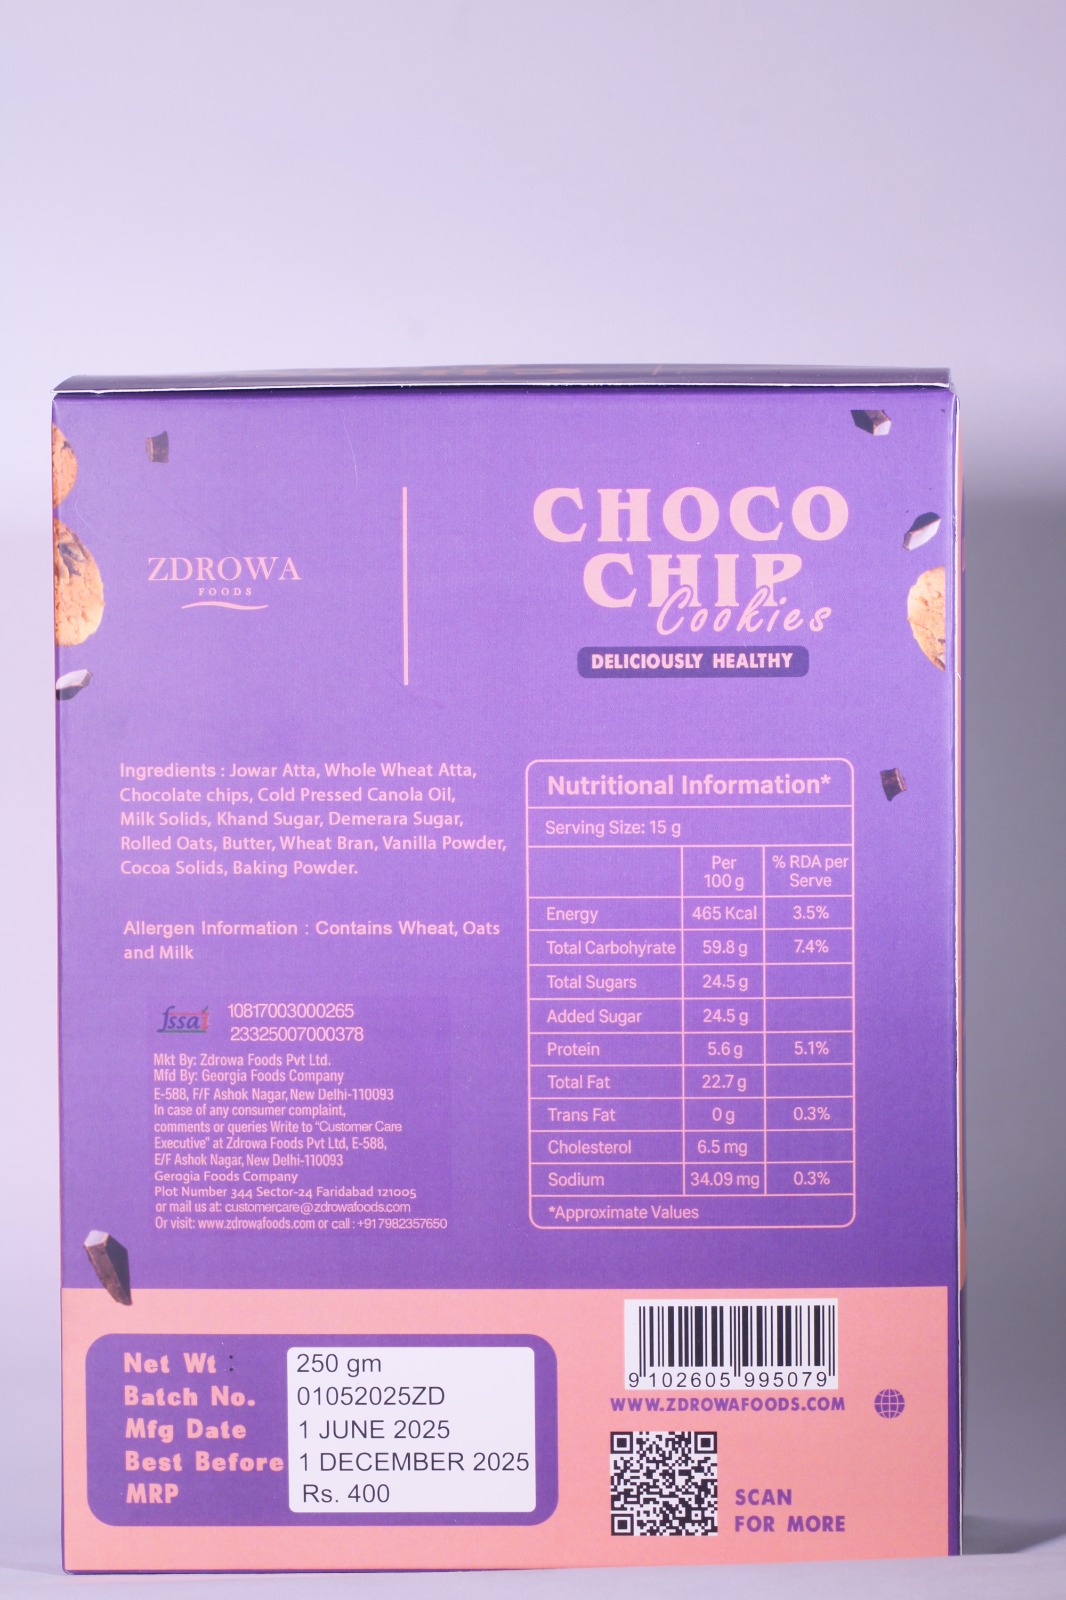 ZDROWA
FOODS
CHOCO
CHIP
Cookies
DELICIOUSLY HEALTHY
Ingredients : Jowar Atta, Whole Wheat Atta,
Chocolate chips, Cold Pressed Canola Oil,
Milk Solids, Khand Sugar, Demerara Sugar,
Rolled Oats, Butter, Wheat Bran, Vanilla Powder,
Cocoa Solids, Baking Powder.
Allergen Information : Contains Wheat, Oats
and Milk
fssai
10817003000265
23325007000378
Mkt By: Zdrowa Foods Pvt Ltd.
Mfd By: Georgia Foods Company
E-588, F/F Ashok Nagar, New Delhi-110093
In case of any consumer complaint,
comments or queries Write to "Customer Care
Executive" at Zdrowa Foods Pvt Ltd, E-588,
E/F Ashok Nagar, New Delhi-110093
Gerogia Foods Company
Plot Number 344 Sector-24 Faridabad 121005
or mail us at: customercare@zdrowafoods.com
Or visit: www.zdrowafoods.com or call : +917982357650
Nutritional Information*
Serving Size: 15 g
Per 100 g % RDA per Serve
Energy 465 Kcal 3.5%
Total Carbohyrate 59.8 g 7.4%
Total Sugars 24.5 g
Added Sugar 24.5 g
Protein 5.6 g 5.1%
Total Fat 22.7 g
Trans Fat 0 g 0.3%
Cholesterol 6.5 mg
Sodium 34.09 mg 0.3%
*Approximate Values
Net Wt : 250 gm
Batch No. 01052025ZD
Mfg Date 1 JUNE 2025
Best Before 1 DECEMBER 2025
MRP Rs. 400
9 102605 995079
WWW.ZDROWAFOODS.COM
SCAN
FOR MORE